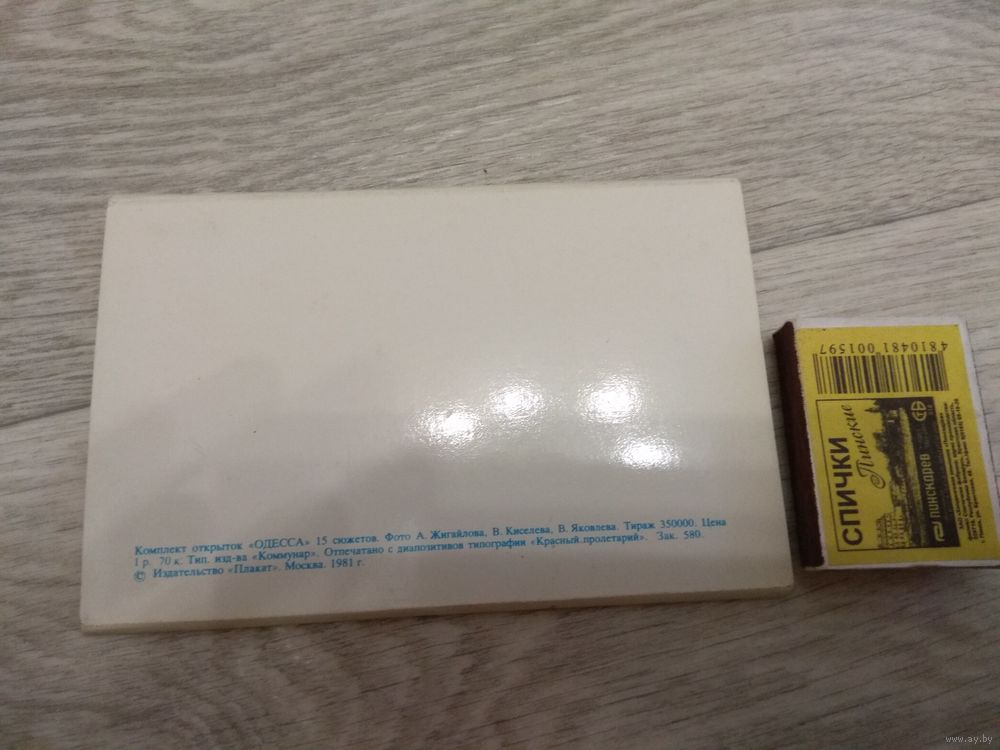 Комплект открыток «ОДЕССА» 15 сюжетов. Фото А. Жигайлова, В. Киселева, В. Яковлева. Тираж 350000. Цена
1 р. 70 к. Тип. изд-ва «Коммунар». Отпечатано с диапозитивов типографии «Красный пролетарий». Зак. 580.
© Издательство «Плакат». Москва. 1981 г.
4810481 001597
СПИЧКИ
Пинские
ПИНСКДРЕВ
www.ay.by